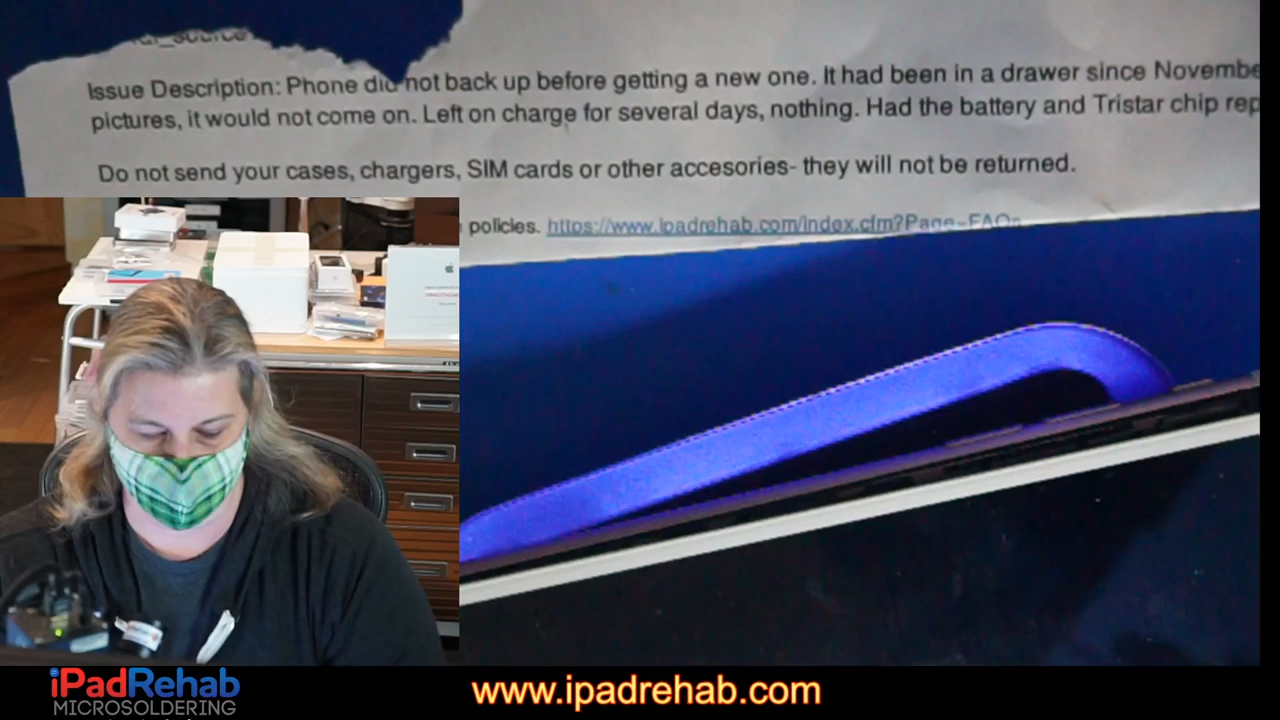 Issue Description: Phone did not back up before getting a new one. It had been in a drawer since Novembe
pictures, it would not come on. Left on charge for several days, nothing. Had the battery and Tristar chip rep
Do not send your cases, chargers, SIM cards or other accesories- they will not be returned.
policies. https://www.ipadrehab.com/index.cfm?Page=FAQs
iPadRehab
MICROSOLDERING
www.ipadrehab.com